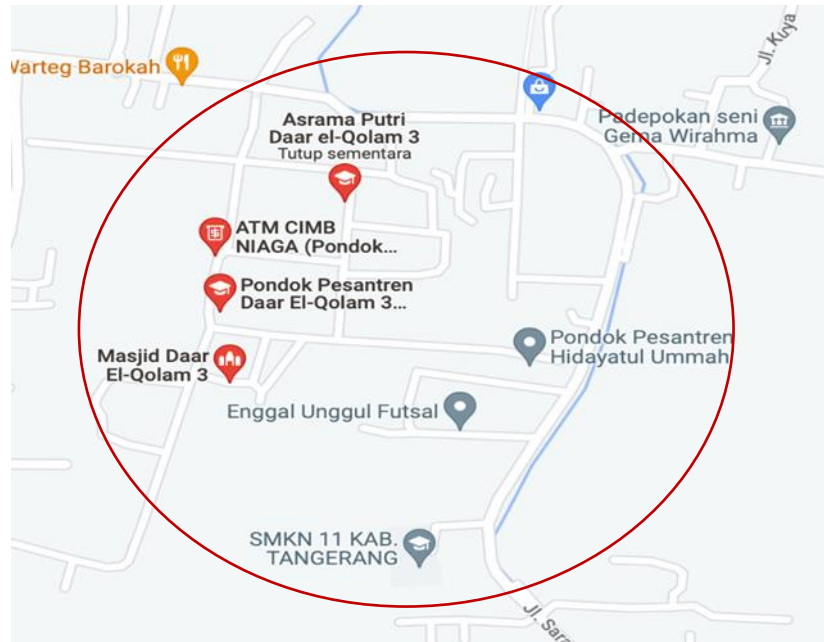 Jl. Kuya
Warteg Barokah
Asrama Putri
Daar el-Qolam 3
Tutup sementara
Padepokan seni
Gema Wirahma
ATM CIMB
NIAGA (Pondok...
Pondok Pesantren
Daar El-Qolam 3...
Masjid Daar
El-Qolam 3
Pondok Pesantren
Hidayatul Ummah
Enggal Unggul Futsal
SMKN 11 KAB.
TANGERANG
Jl. Sara